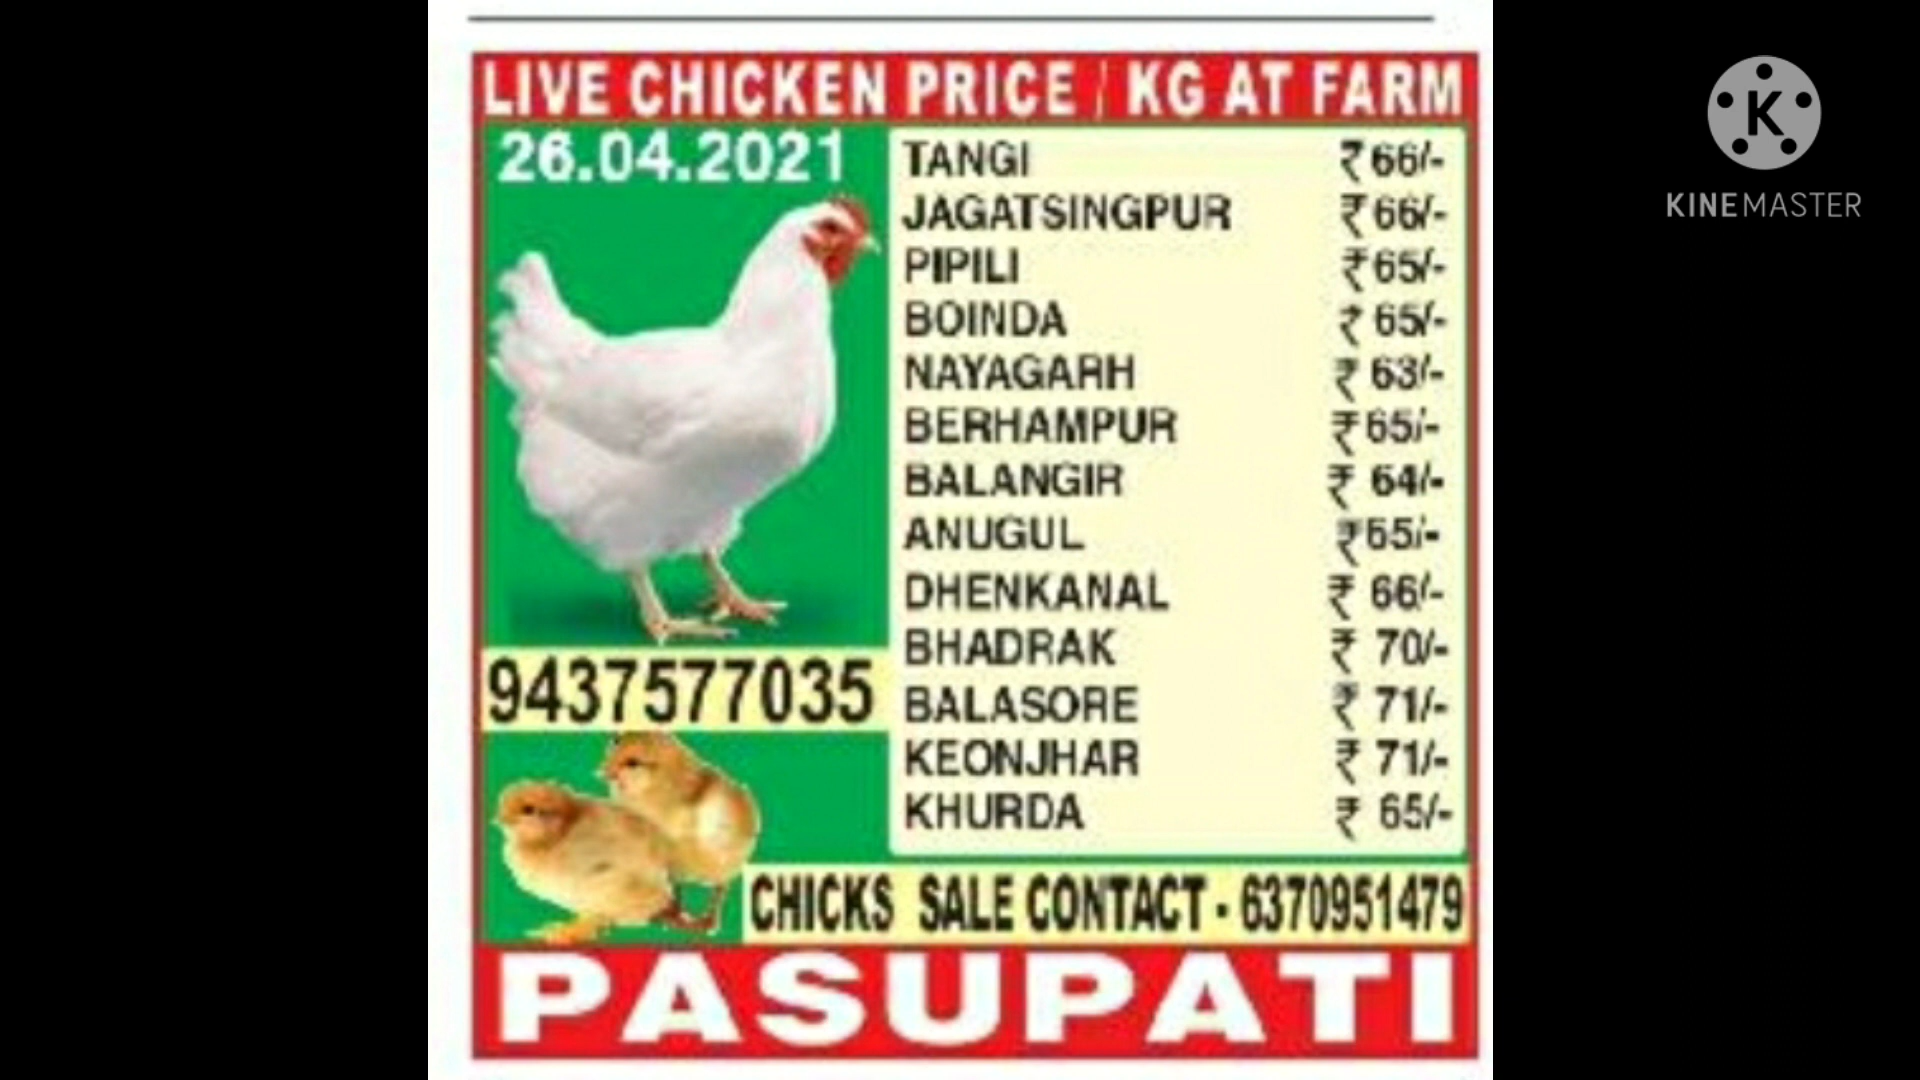 LIVE CHICKEN PRICE / KG AT FARM
26.04.2021
TANGI ₹ 66/-
JAGATSINGPUR ₹ 66/-
PIPILI ₹ 65/-
BOINDA ₹ 65/-
NAYAGARH ₹ 63/-
BERHAMPUR ₹ 65/-
BALANGIR ₹ 64/-
ANUGUL ₹ 65/-
DHENKANAL ₹ 66/-
BHADRAK ₹ 70/-
BALASORE ₹ 71/-
KEONJHAR ₹ 71/-
KHURDA ₹ 65/-
9437577035
CHICKS SALE CONTACT - 6370951479
PASUPATI
K
KINEMASTER